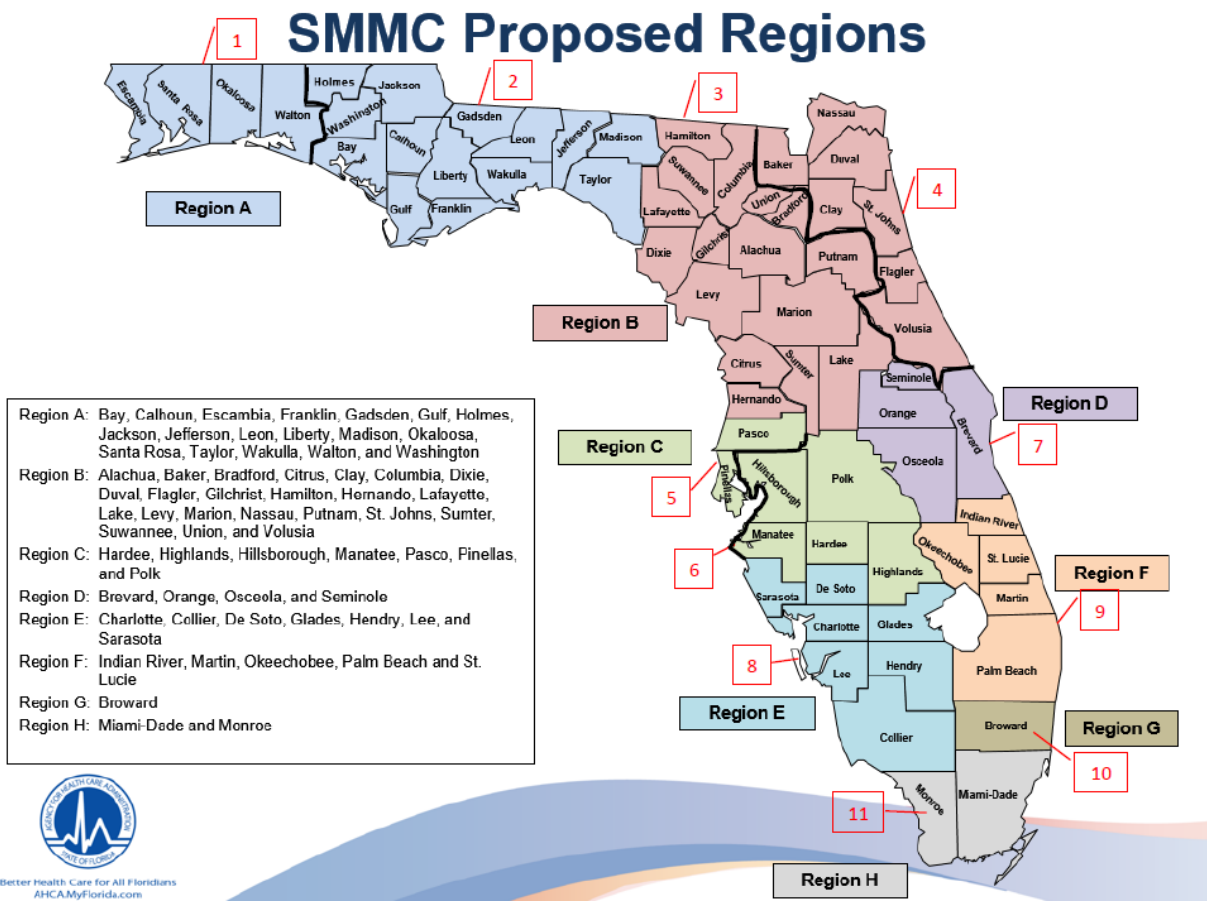 SMMC Proposed Regions
1
2
3
4
5
6
7
8
9
10
11
Escambia
Santa Rosa
Okaloosa
Walton
Holmes
Washington
Jackson
Bay
Calhoun
Gulf
Gadsden
Liberty
Franklin
Leon
Wakulla
Jefferson
Madison
Taylor
Hamilton
Suwannee
Columbia
Lafayette
Dixie
Gilchrist
Union
Bradford
Baker
Nassau
Duval
Clay
St. Johns
Alachua
Putnam
Flagler
Levy
Marion
Volusia
Citrus
Sumter
Lake
Hernando
Seminole
Orange
Brevard
Osceola
Pasco
Pinellas
Hillsborough
Polk
Manatee
Hardee
Highlands
Okeechobee
Indian River
St. Lucie
Martin
Sarasota
De Soto
Charlotte
Glades
Lee
Hendry
Palm Beach
Collier
Broward
Monroe
Miami-Dade
Region A
Region B
Region C
Region D
Region E
Region F
Region G
Region H
Region A: Bay, Calhoun, Escambia, Franklin, Gadsden, Gulf, Holmes,
Jackson, Jefferson, Leon, Liberty, Madison, Okaloosa,
Santa Rosa, Taylor, Wakulla, Walton, and Washington
Region B: Alachua, Baker, Bradford, Citrus, Clay, Columbia, Dixie,
Duval, Flagler, Gilchrist, Hamilton, Hernando, Lafayette,
Lake, Levy, Marion, Nassau, Putnam, St. Johns, Sumter,
Suwannee, Union, and Volusia
Region C: Hardee, Highlands, Hillsborough, Manatee, Pasco, Pinellas,
and Polk
Region D: Brevard, Orange, Osceola, and Seminole
Region E: Charlotte, Collier, De Soto, Glades, Hendry, Lee, and
Sarasota
Region F: Indian River, Martin, Okeechobee, Palm Beach and St.
Lucie
Region G: Broward
Region H: Miami-Dade and Monroe
AGENCY FOR HEALTH CARE ADMINISTRATION
STATE OF FLORIDA
Better Health Care for All Floridians
AHCA.MyFlorida.com